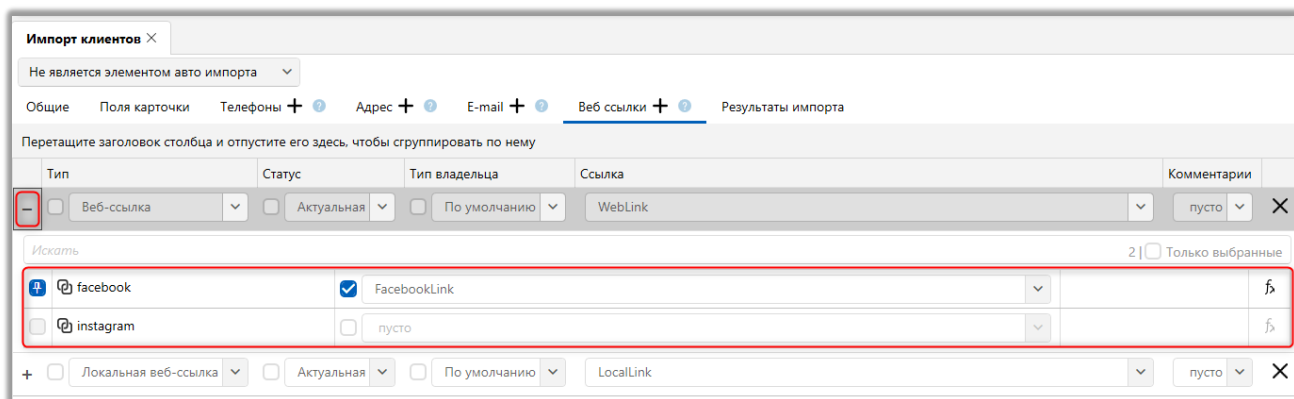 Импорт клиентов
Не является элементом авто импорта
Общие Поля карточки Телефоны Адрес E-mail Веб ссылки Результаты импорта
Перетащите заголовок столбца и отпустите его здесь, чтобы сгруппировать по нему
Тип Статус Тип владельца Ссылка Комментарии
Веб-ссылка Актуальная По умолчанию WebLink пусто
Искать 2 | Только выбранные
facebook FacebookLink fx
instagram пусто fx
Локальная веб-ссылка Актуальная По умолчанию LocalLink пусто